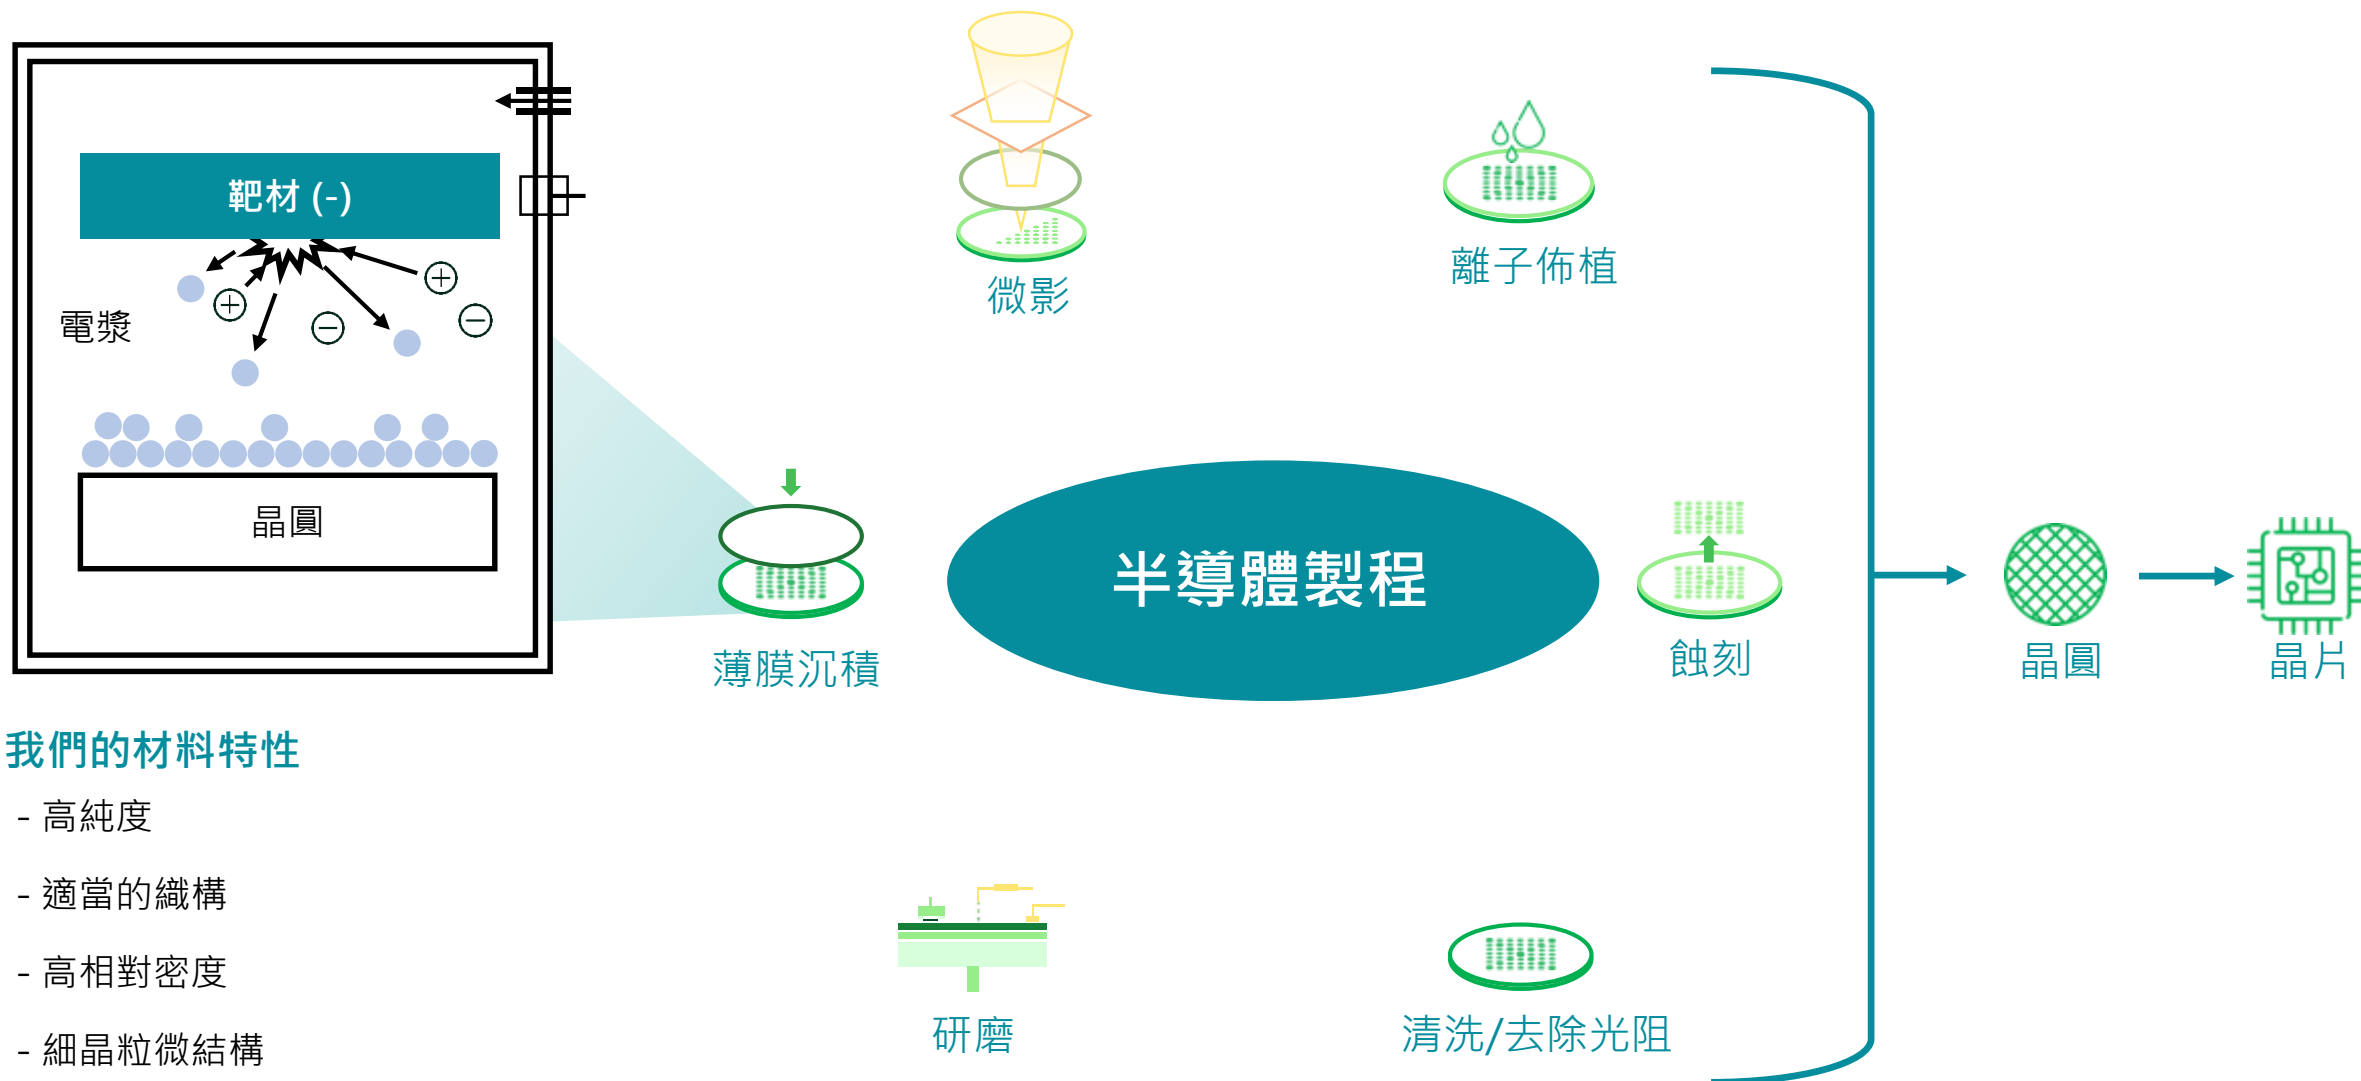 靶材 (-)
電漿
晶圓
微影
離子佈植
薄膜沉積
半導體製程
蝕刻
晶圓
晶片
研磨
清洗/去除光阻
我們的材料特性
- 高純度
- 適當的織構
- 高相對密度
- 細晶粒微結構